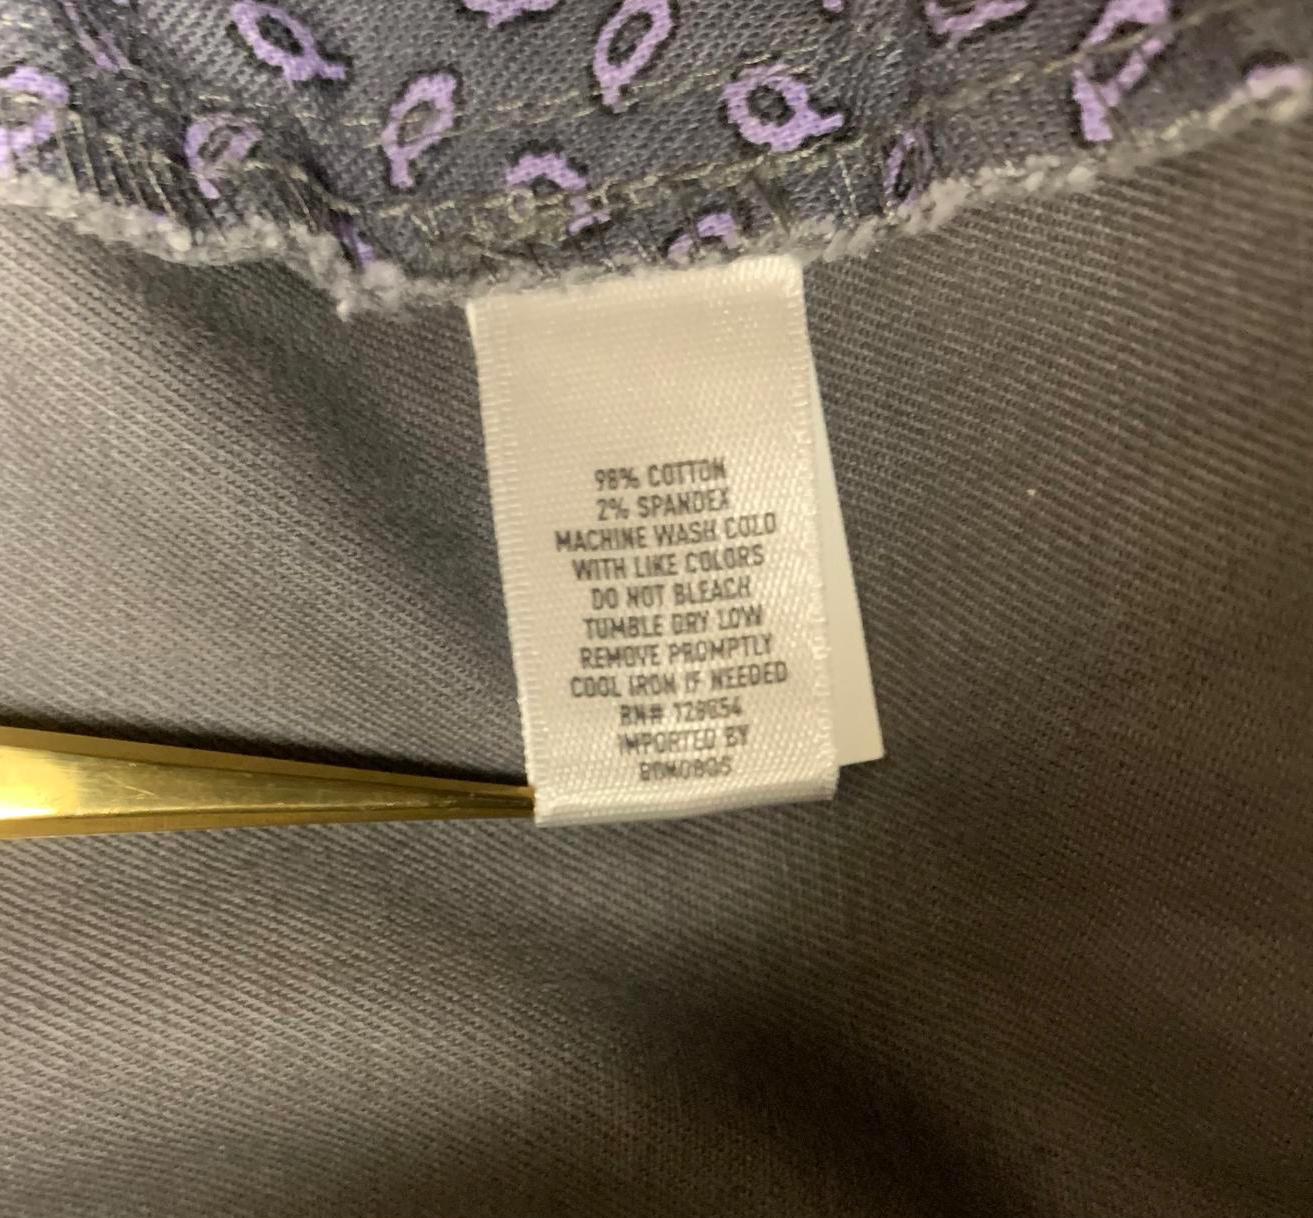 98% COTTON
2% SPANDEX
MACHINE WASH COLD
WITH LIKE COLORS
DO NOT BLEACH
TUMBLE DRY LOW
REMOVE PROMPTLY
COOL IRON IF NEEDED
RN#
IMPORTED BY
BONOBOS